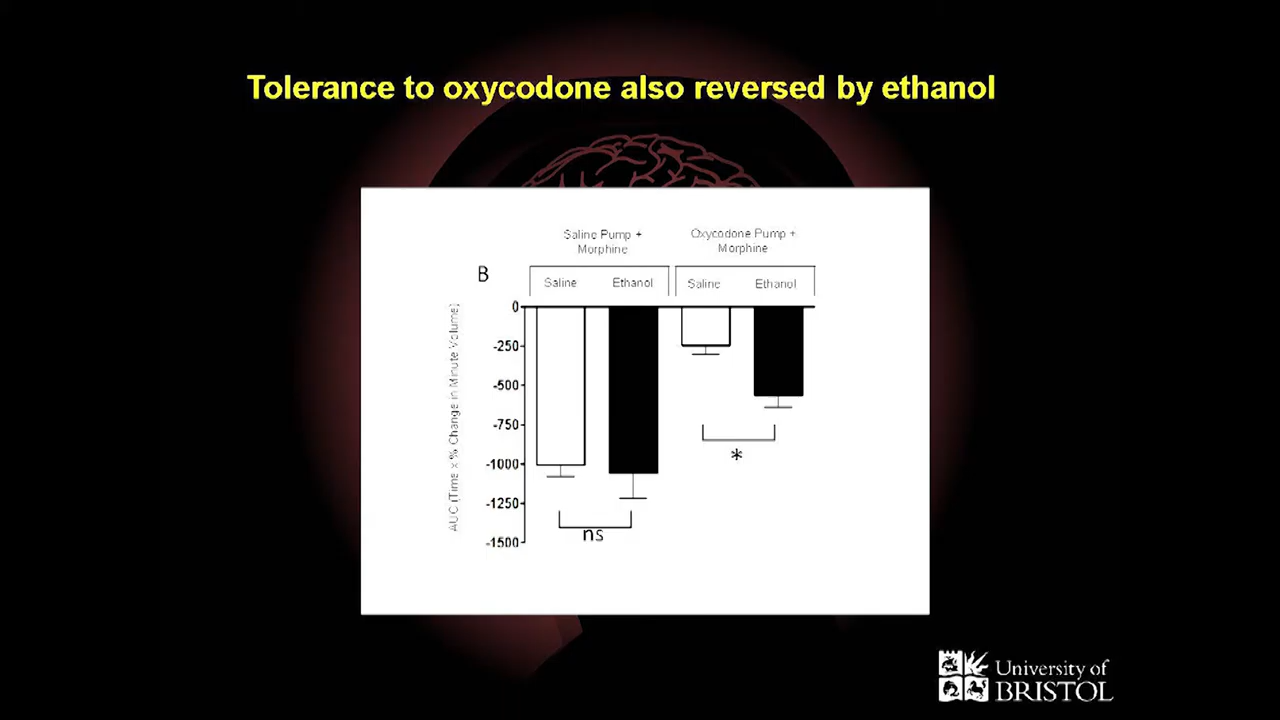 Tolerance to oxycodone also reversed by ethanol
Saline Pump +
Morphine
Oxycodone Pump +
Morphine
B
Saline
Ethanol
Saline
Ethanol
AUC (Time x % Change in Minute Volume)
0
-250
-500
-750
-1000
-1250
-1500
*
ns
University of
BRISTOL